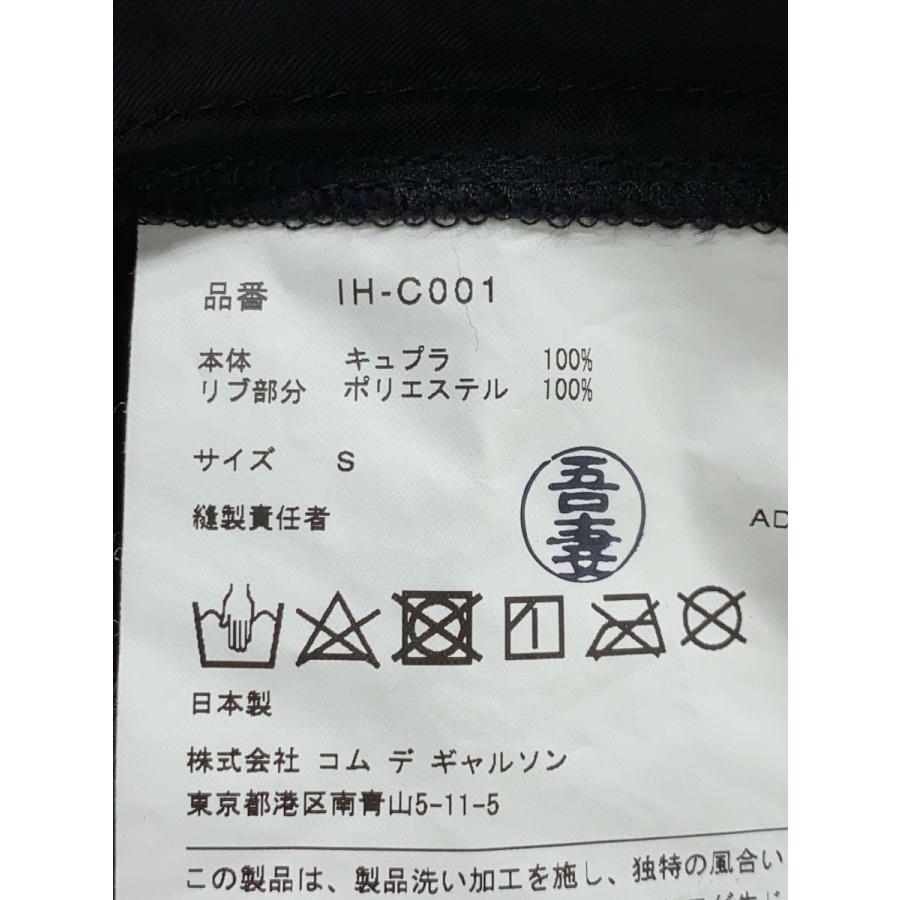 品番 IH-C001
本体 キュプラ 100%
リブ部分 ポリエステル 100%
サイズ S
縫製責任者 吾妻 AD
日本製
株式会社 コム デ ギャルソン
東京都港区南青山5-11-5
この製品は、製品洗い加工を施し、独特の風合い